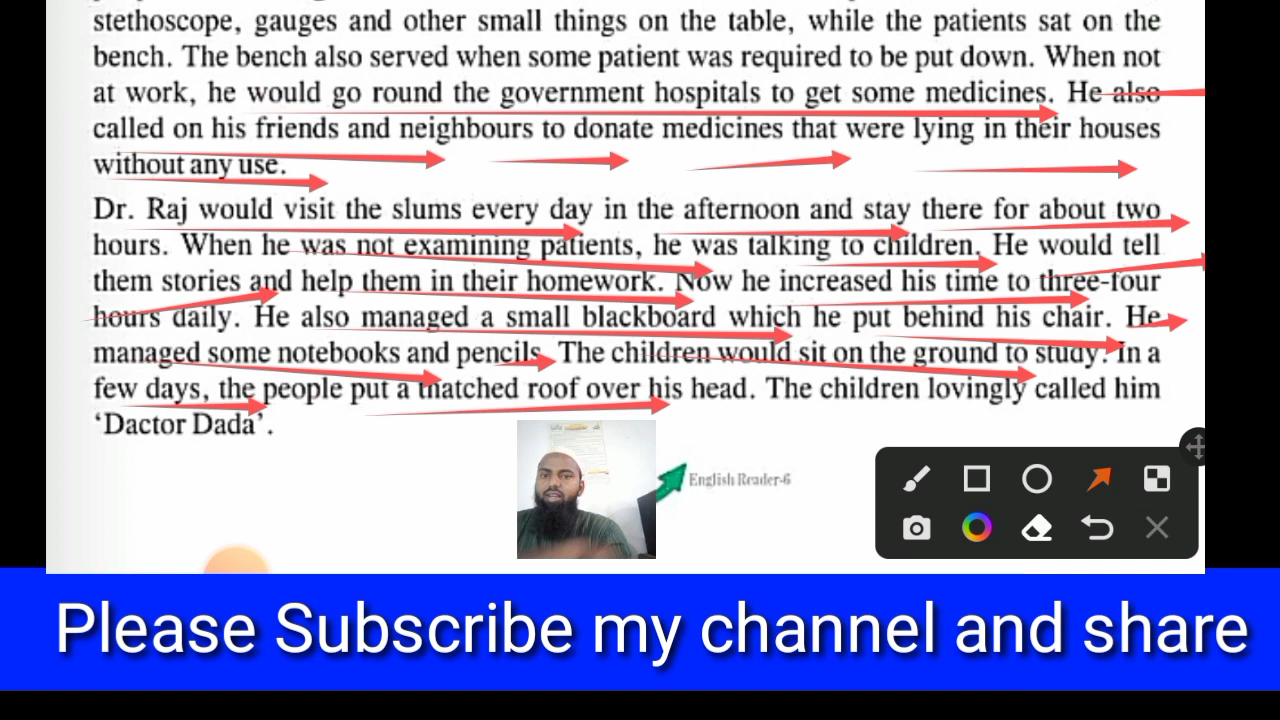 stethoscope, gauges and other small things on the table, while the patients sat on the
bench. The bench also served when some patient was required to be put down. When not
at work, he would go round the government hospitals to get some medicines. He also
called on his friends and neighbours to donate medicines that were lying in their houses
without any use.
Dr. Raj would visit the slums every day in the afternoon and stay there for about two
hours. When he was not examining patients, he was talking to children. He would tell
them stories and help them in their homework. Now he increased his time to three-four
hours daily. He also managed a small blackboard which he put behind his chair. He
managed some notebooks and pencils. The children would sit on the ground to study. In a
few days, the people put a thatched roof over his head. The children lovingly called him
‘Dactor Dada’.
English Reader-6
Please Subscribe my channel and share